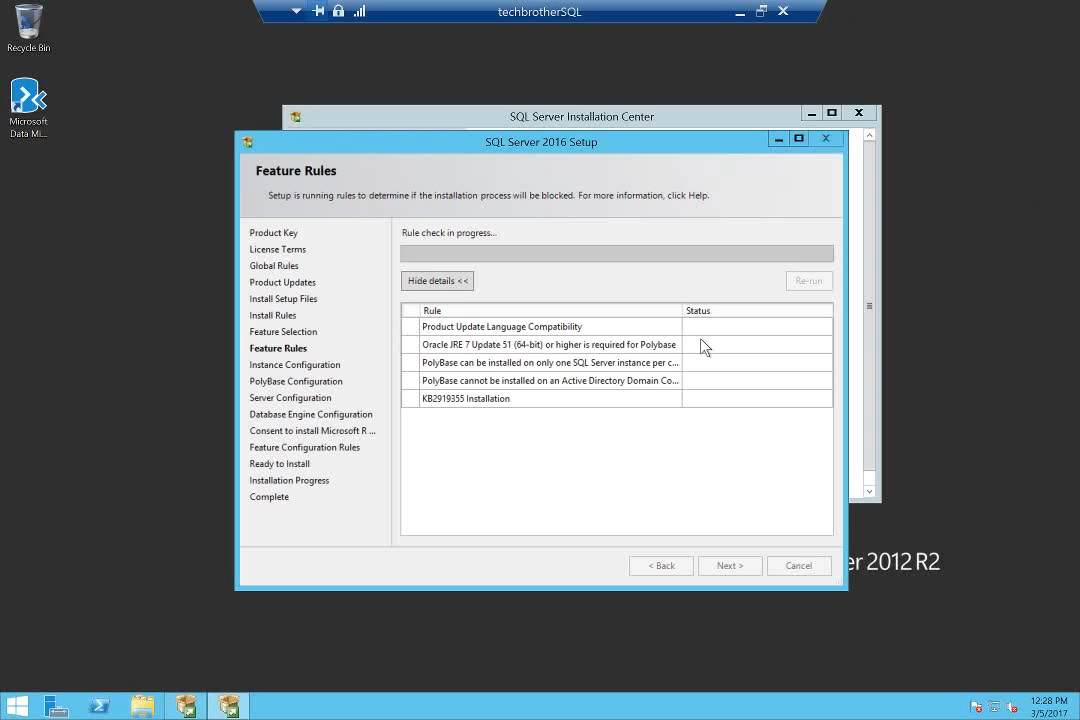 techbrotherSQL
Recycle Bin
Microsoft
Data Mi...
SQL Server Installation Center
SQL Server 2016 Setup
Feature Rules
Setup is running rules to determine if the installation process will be blocked. For more information, click Help.
Product Key
License Terms
Global Rules
Product Updates
Install Setup Files
Install Rules
Feature Selection
Feature Rules
Instance Configuration
PolyBase Configuration
Server Configuration
Database Engine Configuration
Consent to install Microsoft R ...
Feature Configuration Rules
Ready to Install
Installation Progress
Complete
Rule check in progress...
Hide details <<
Re-run
Rule Status
Product Update Language Compatibility
Oracle JRE 7 Update 51 (64-bit) or higher is required for Polybase
PolyBase can be installed on only one SQL Server instance per c...
PolyBase cannot be installed on an Active Directory Domain Co...
KB2919355 Installation
< Back Next > Cancel
er 2012 R2
12:28 PM
3/5/2017